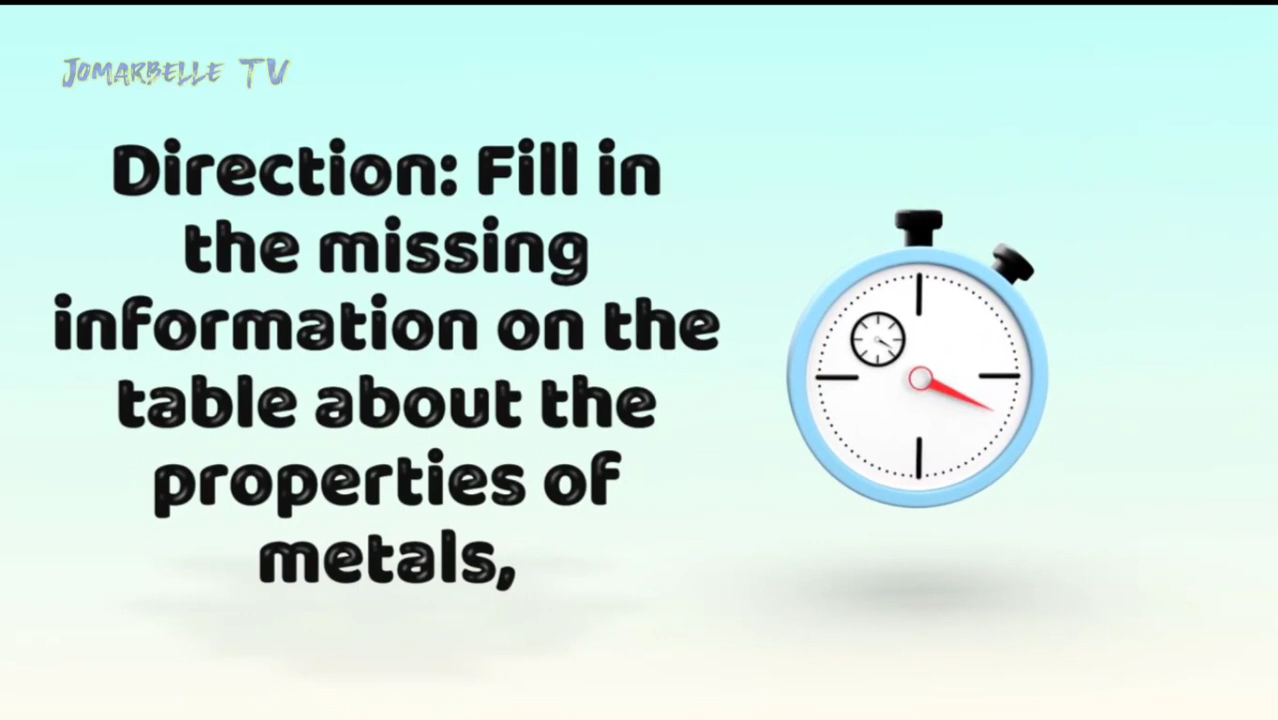 JOMARBELLE TV
Direction: Fill in
the missing
information on the
table about the
properties of
metals,